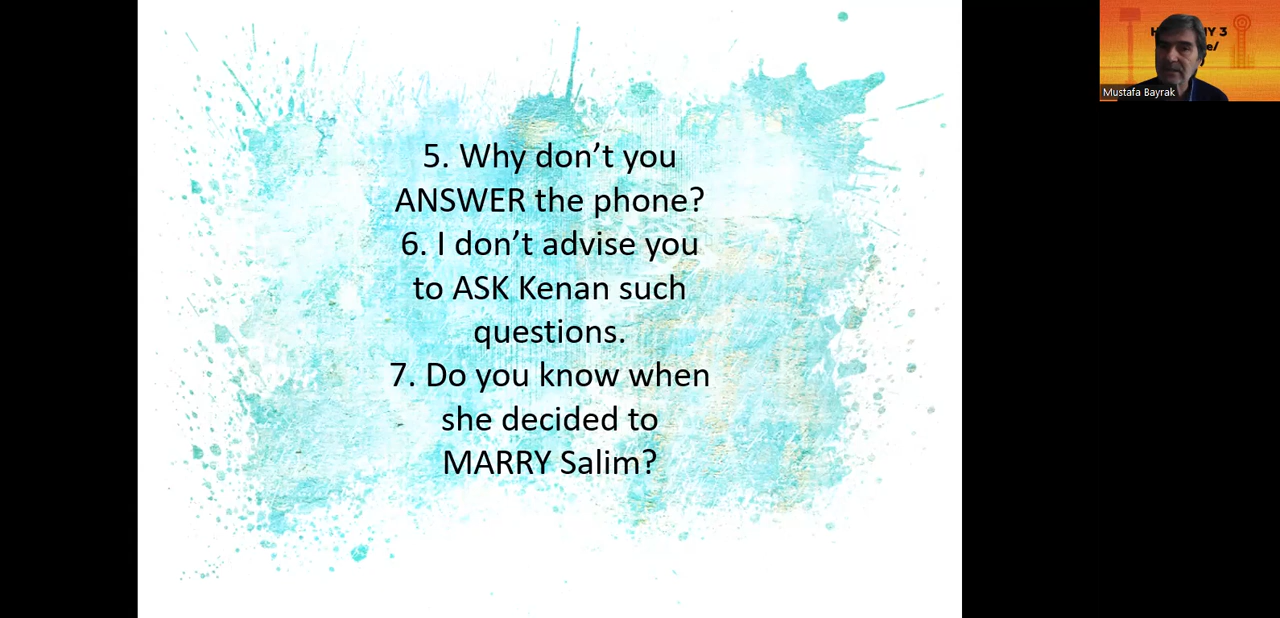 5. Why don’t you
ANSWER the phone?
6. I don’t advise you
to ASK Kenan such
questions.
7. Do you know when
she decided to
MARRY Salim?
Mustafa Bayrak